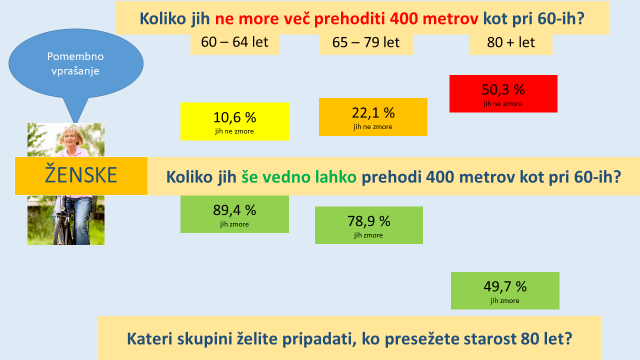 Koliko jih ne more več prehoditi 400 metrov kot pri 60-ih?
60 – 64 let
65 – 79 let
80 + let
Pomembno
vprašanje
10,6 %
jih ne zmore
22,1 %
jih ne zmore
50,3 %
jih ne zmore
ŽENSKE
Koliko jih še vedno lahko prehodi 400 metrov kot pri 60-ih?
89,4 %
jih zmore
78,9 %
jih zmore
49,7 %
jih zmore
Kateri skupini želite pripadati, ko presežete starost 80 let?